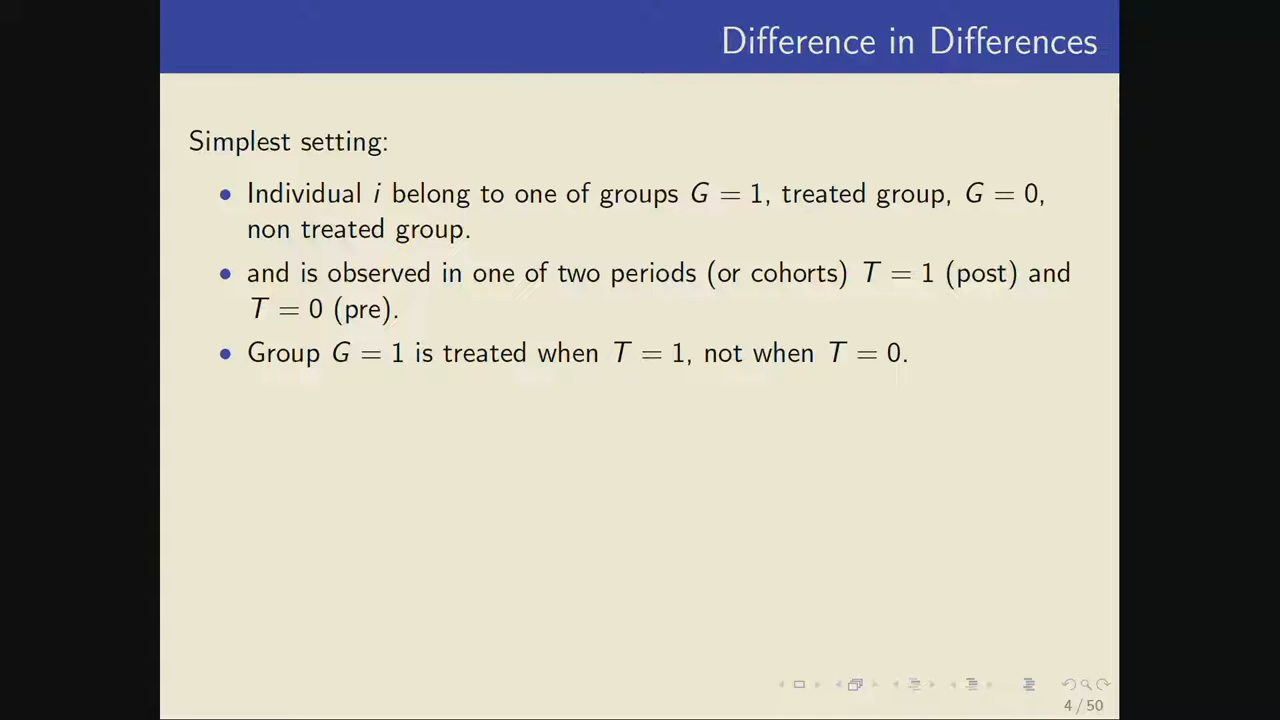 Difference in Differences
Simplest setting:
• Individual i belong to one of groups G = 1, treated group, G = 0,
non treated group.
• and is observed in one of two periods (or cohorts) T = 1 (post) and
T = 0 (pre).
• Group G = 1 is treated when T = 1, not when T = 0.
4 / 50